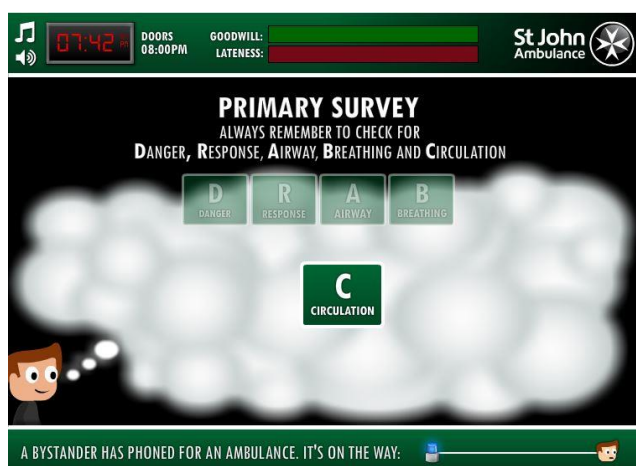 07:42 PM
DOORS
08:00PM
GOODWILL:
LATENESS:
St John
Ambulance
PRIMARY SURVEY
ALWAYS REMEMBER TO CHECK FOR
DANGER, RESPONSE, AIRWAY, BREATHING AND CIRCULATION
D
DANGER
R
RESPONSE
A
AIRWAY
B
BREATHING
C
CIRCULATION
A BYSTANDER HAS PHONED FOR AN AMBULANCE. IT'S ON THE WAY: